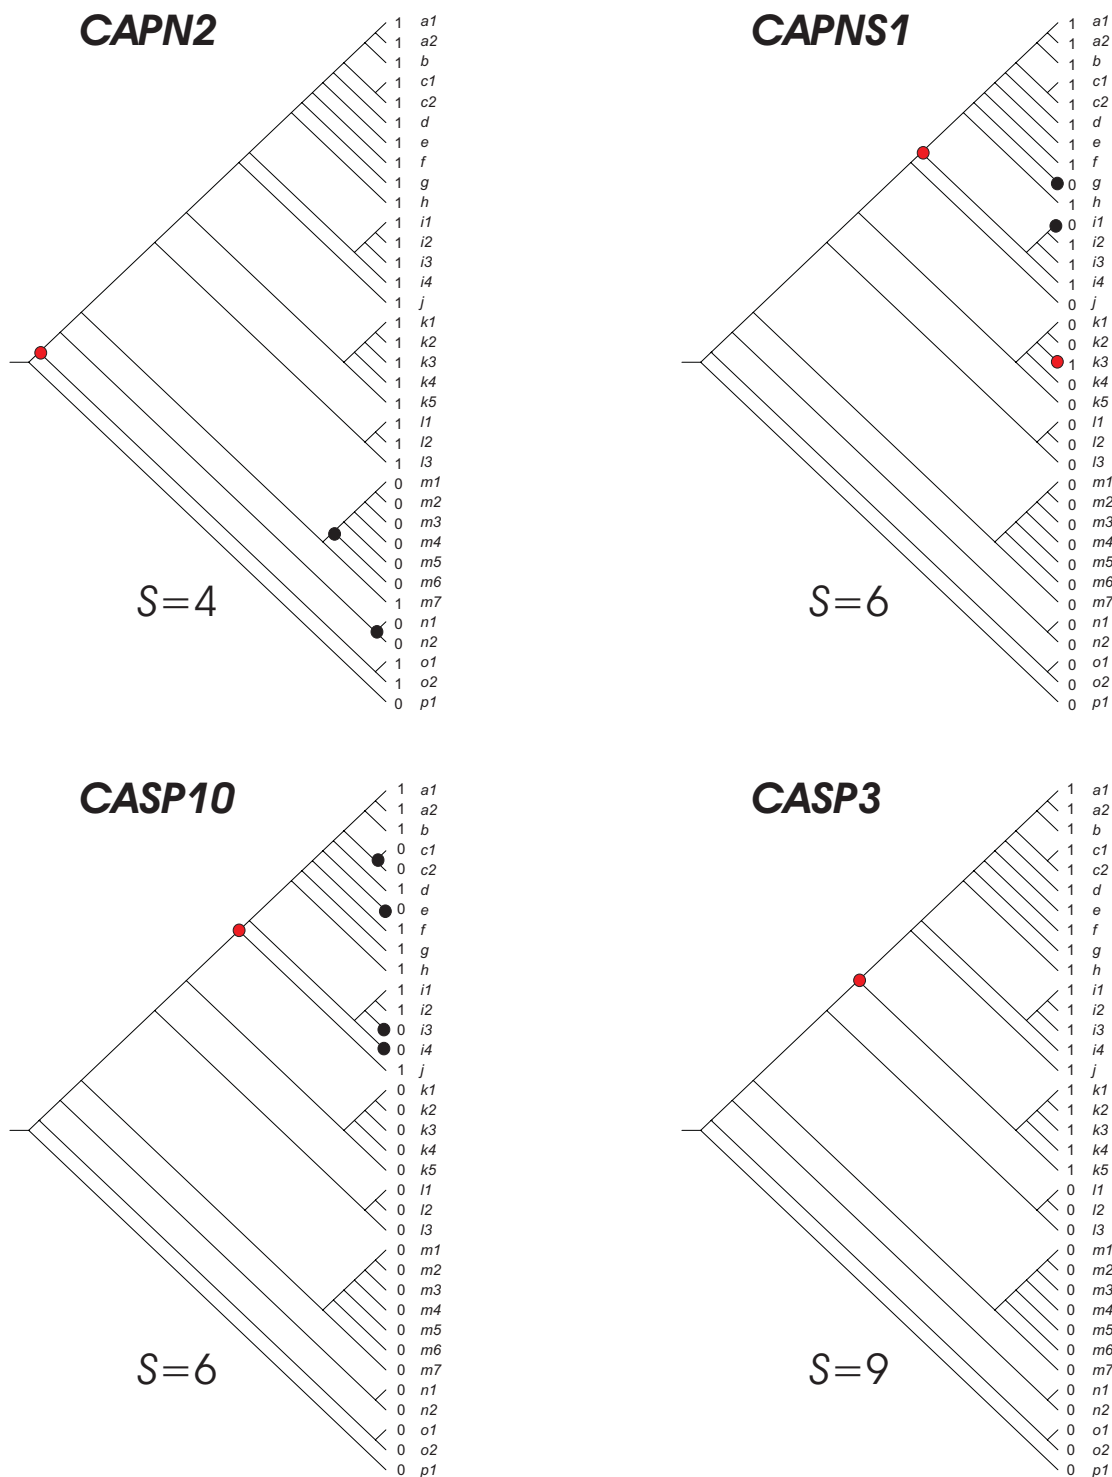 CAPN2
1 a1
1 a2
1 b
1 c1
1 c2
1 d
1 e
1 f
1 g
1 h
1 i1
1 i2
1 i3
1 i4
1 j
1 k1
1 k2
1 k3
1 k4
1 k5
1 l1
1 l2
1 l3
0 m1
0 m2
0 m3
0 m4
0 m5
0 m6
1 m7
0 n1
0 n2
1 o1
1 o2
0 p1
S=4
CAPNS1
1 a1
1 a2
1 b
1 c1
1 c2
1 d
1 e
1 f
0 g
1 h
0 i1
1 i2
1 i3
1 i4
0 j
0 k1
0 k2
1 k3
0 k4
0 k5
0 l1
0 l2
0 l3
0 m1
0 m2
0 m3
0 m4
0 m5
0 m6
0 m7
0 n1
0 n2
0 o1
0 o2
0 p1
S=6
CASP10
1 a1
1 a2
1 b
0 c1
0 c2
1 d
0 e
1 f
1 g
1 h
1 i1
1 i2
0 i3
0 i4
1 j
0 k1
0 k2
0 k3
0 k4
0 k5
0 l1
0 l2
0 l3
0 m1
0 m2
0 m3
0 m4
0 m5
0 m6
0 m7
0 n1
0 n2
0 o1
0 o2
0 p1
S=6
CASP3
1 a1
1 a2
1 b
1 c1
1 c2
1 d
1 e
1 f
1 g
1 h
1 i1
1 i2
1 i3
1 i4
1 j
1 k1
1 k2
1 k3
1 k4
1 k5
0 l1
0 l2
0 l3
0 m1
0 m2
0 m3
0 m4
0 m5
0 m6
0 m7
0 n1
0 n2
0 o1
0 o2
0 p1
S=9